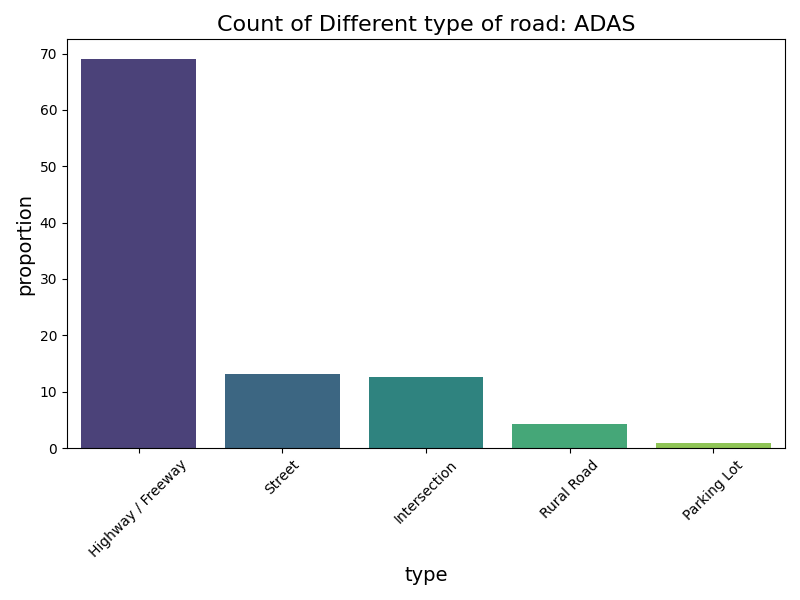 Count of Different type of road: ADAS
proportion
70
60
50
40
30
20
10
0
Highway / Freeway
Street
Intersection
Rural Road
Parking Lot
type